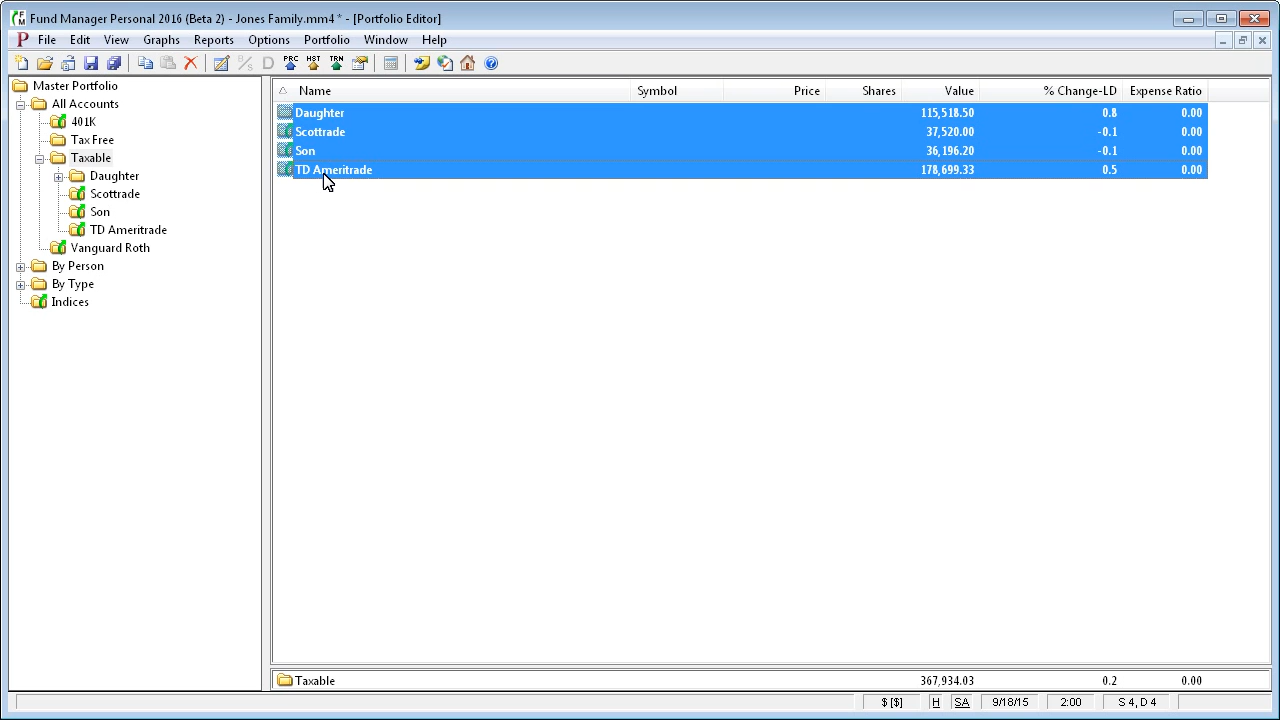 Fund Manager Personal 2016 (Beta 2) - Jones Family.mm4 * - [Portfolio Editor]
File Edit View Graphs Reports Options Portfolio Window Help
B/S D PRC HST TRN
Master Portfolio
All Accounts
401K
Tax Free
Taxable
Daughter
Scottrade
Son
TD Ameritrade
Vanguard Roth
By Person
By Type
Indices
Name Symbol Price Shares Value % Change-LD Expense Ratio
Daughter 115,518.50 0.8 0.00
Scottrade 37,520.00 -0.1 0.00
Son 36,196.20 -0.1 0.00
TD Ameritrade 178,699.33 0.5 0.00
Taxable 367,934.03 0.2 0.00
$ [$] H SA 9/18/15 2:00 S 4, D 4